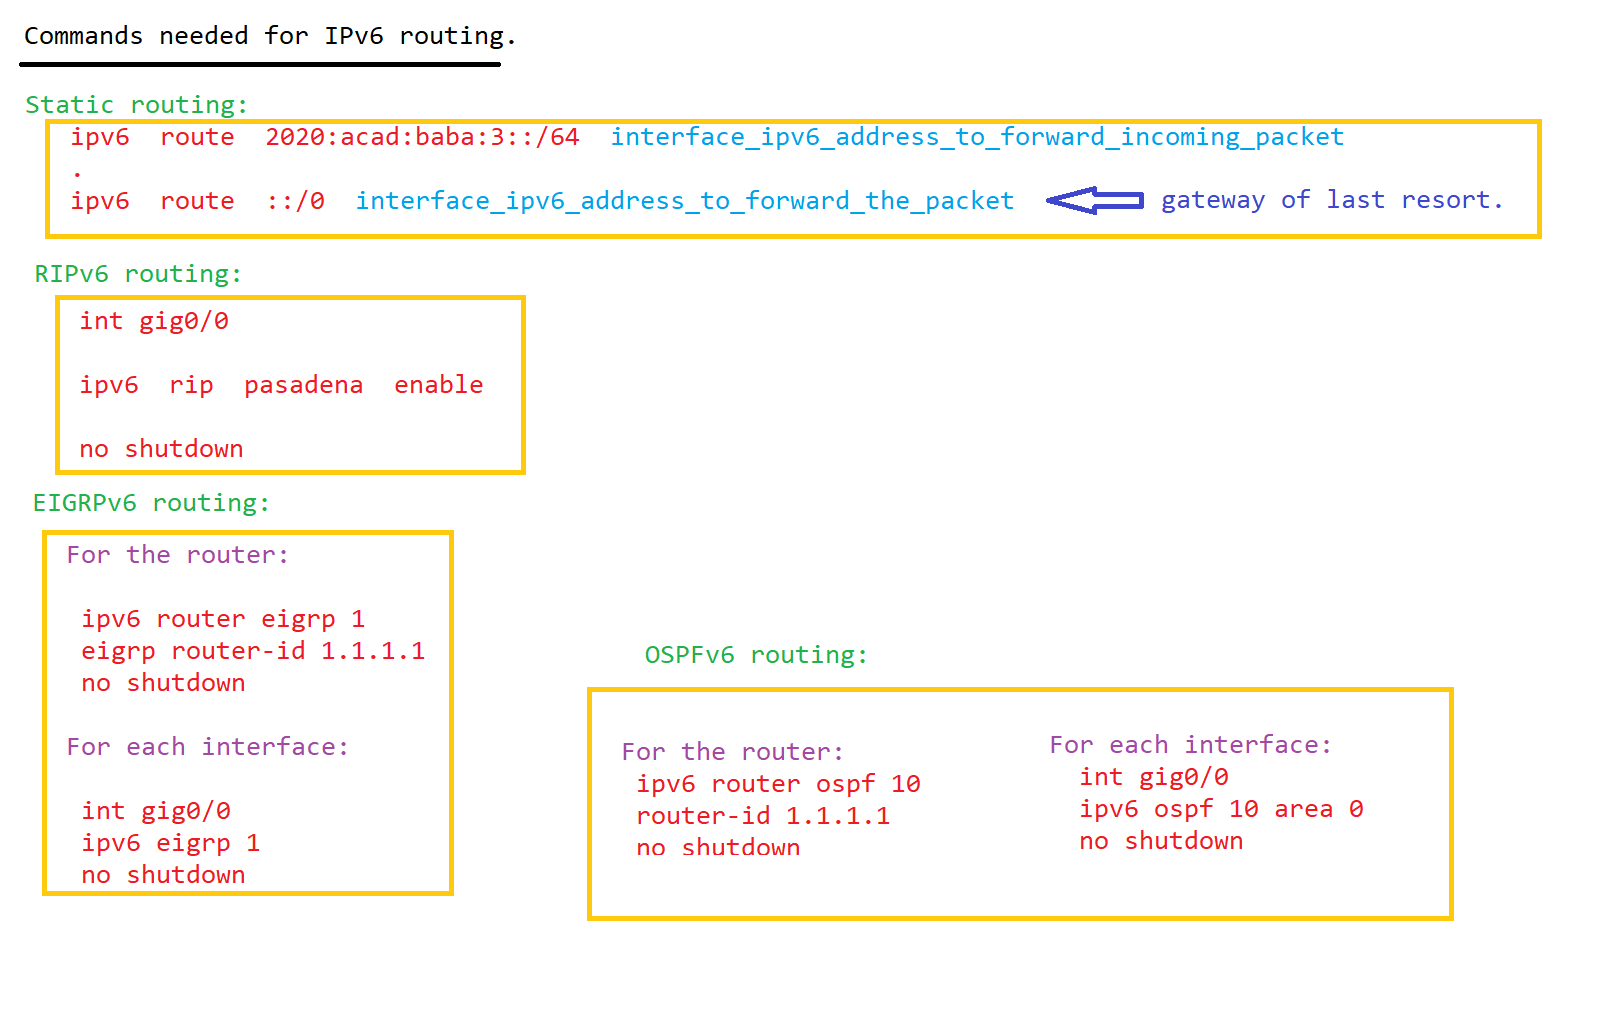 Commands needed for IPv6 routing.
Static routing:
ipv6 route 2020:acad:baba:3::/64 interface_ipv6_address_to_forward_incoming_packet
.
ipv6 route ::/0 interface_ipv6_address_to_forward_the_packet gateway of last resort.
RIPv6 routing:
int gig0/0
ipv6 rip pasadena enable
no shutdown
EIGRPv6 routing:
For the router:
ipv6 router eigrp 1
eigrp router-id 1.1.1.1
no shutdown
For each interface:
int gig0/0
ipv6 eigrp 1
no shutdown
OSPFv6 routing:
For the router:
ipv6 router ospf 10
router-id 1.1.1.1
no shutdown
For each interface:
int gig0/0
ipv6 ospf 10 area 0
no shutdown